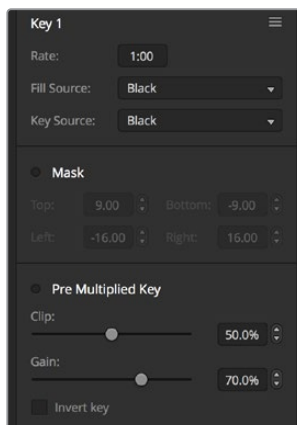 Key 1
Rate: 1:00
Fill Source: Black
Key Source: Black
Mask
Top: 9.00 Bottom: -9.00
Left: -16.00 Right: 16.00
Pre Multiplied Key
Clip:
50.0%
Gain:
70.0%
Invert key